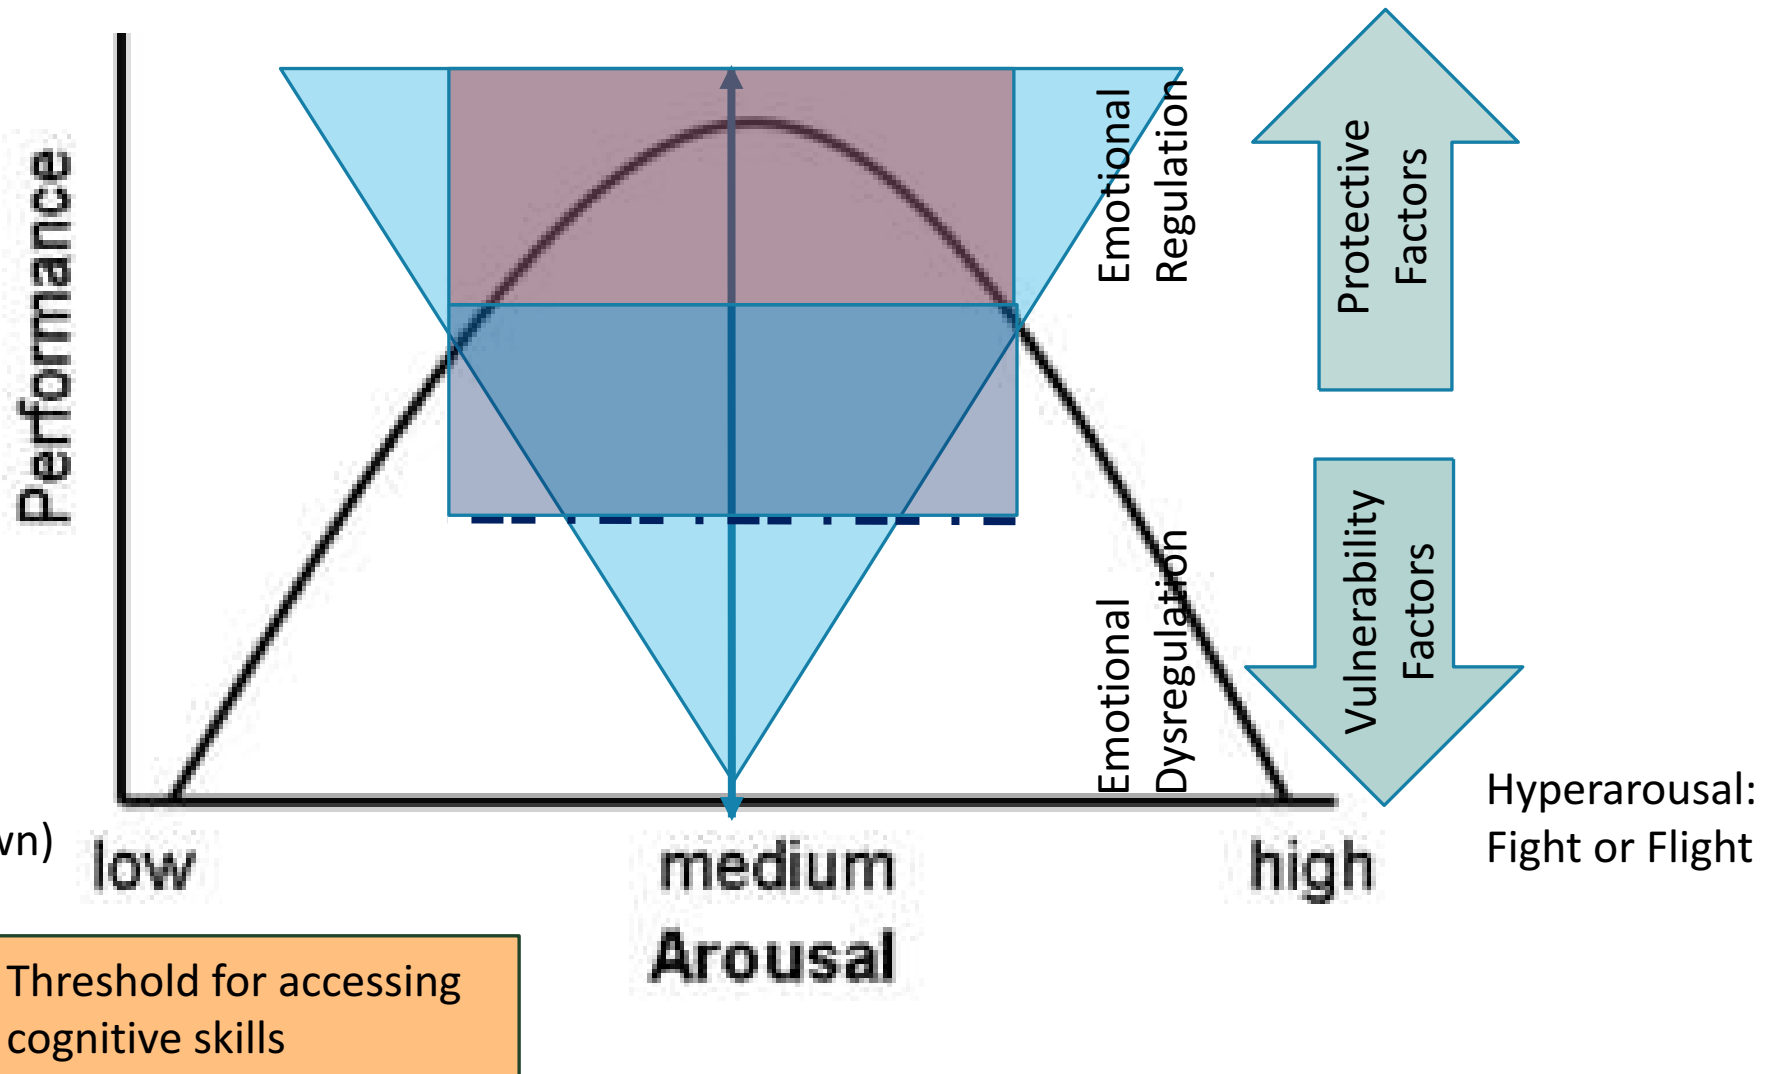 Performance
Emotional
Regulation
Protective
Factors
Emotional
Dysregulation
Vulnerability
Factors
Hyperarousal:
Fight or Flight
wn)
low
medium
high
Arousal
Threshold for accessing
cognitive skills